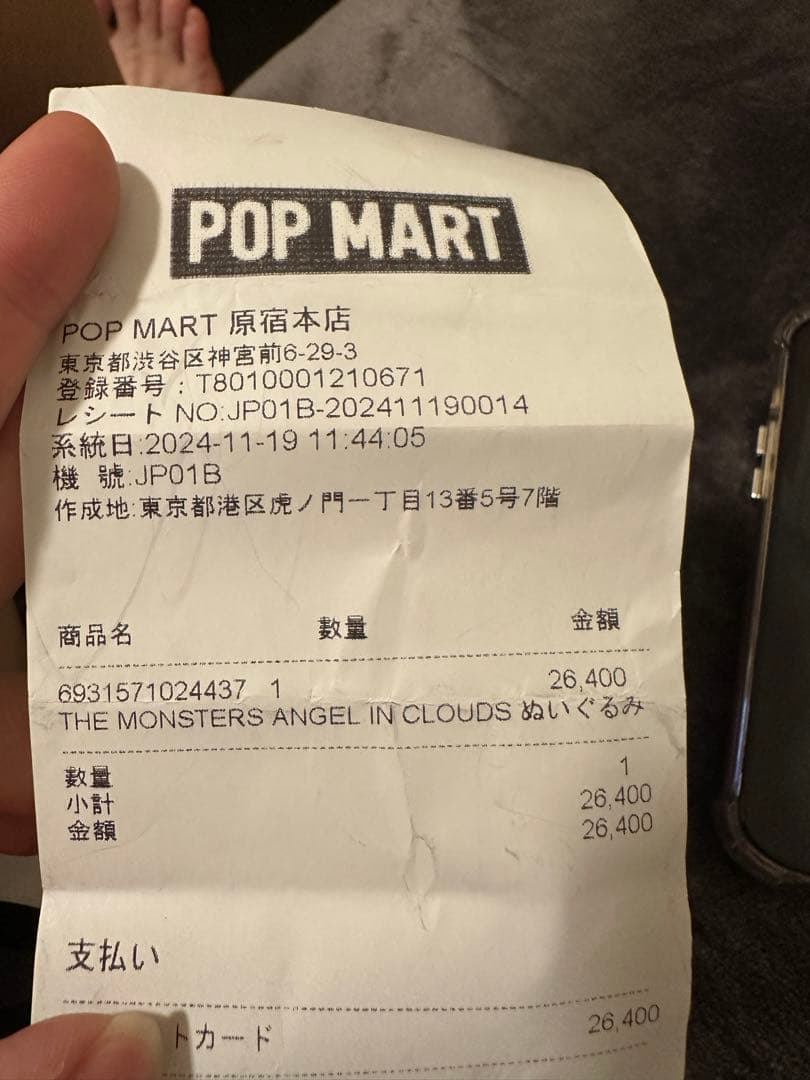 POP MART
POP MART 原宿本店
東京都渋谷区神宮前6-29-3
登録番号：T8010001210671
レシート NO:JP01B-202411190014
系統日:2024-11-19 11:44:05
機 號:JP01B
作成地:東京都港区虎ノ門一丁目13番5号7階
商品名 數量 金額
6931571024437 1 26,400
THE MONSTERS ANGEL IN CLOUDS ぬいぐるみ
數量 1
小計 26,400
金額 26,400
支払い
トカード 26,400